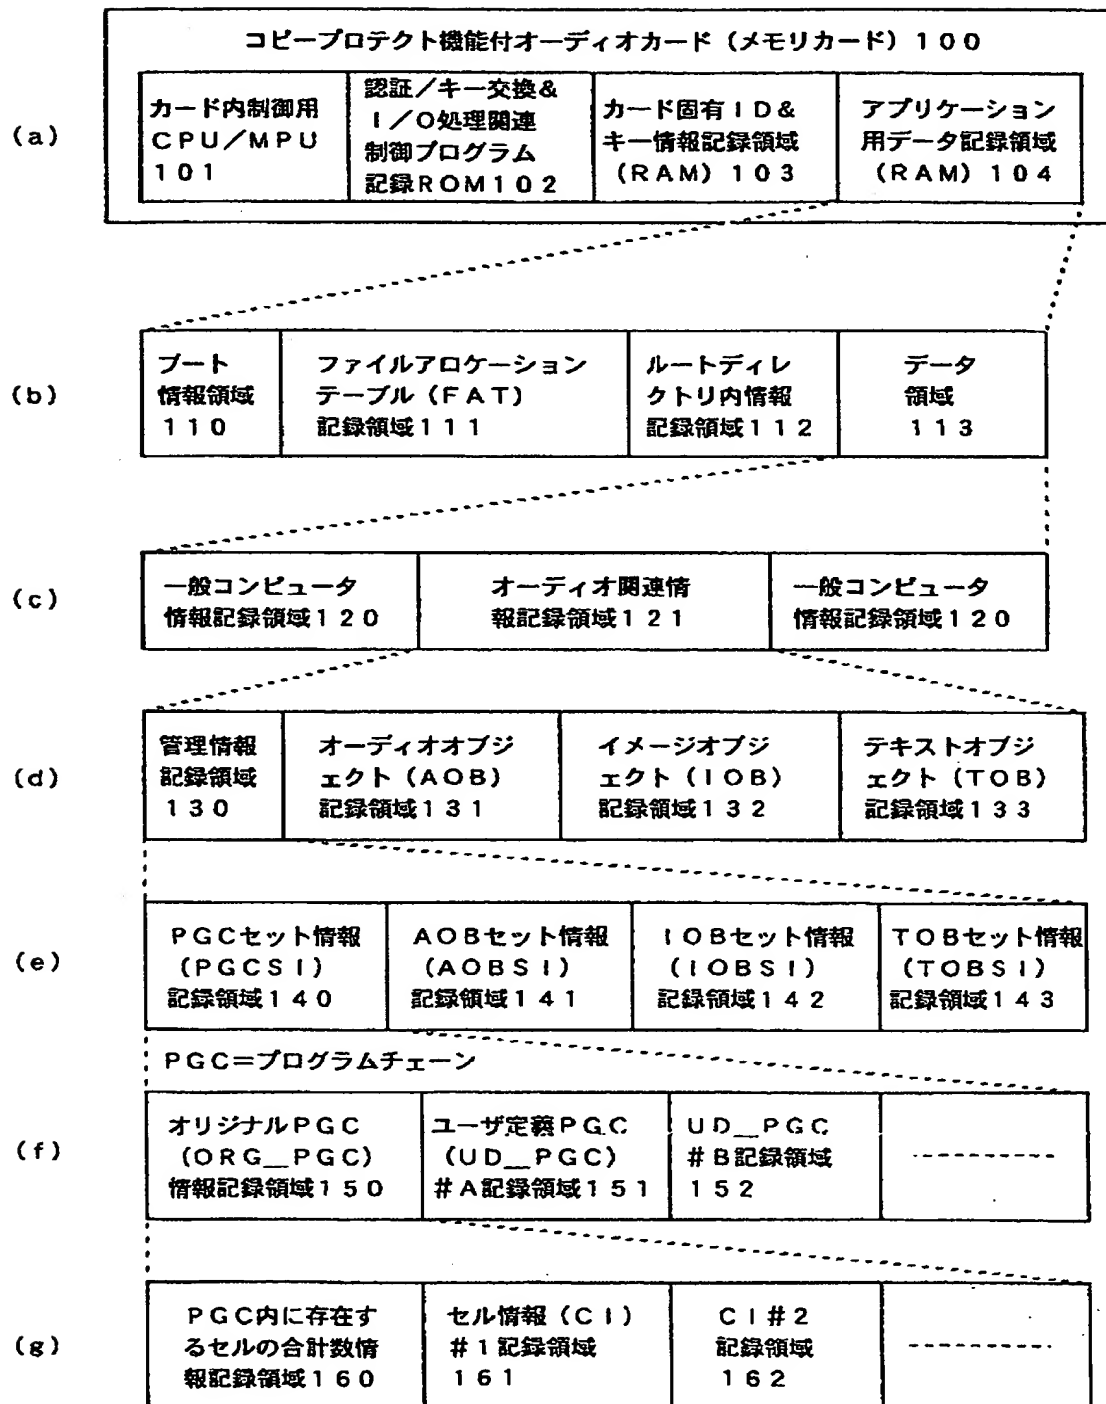 コピープロテクト機能付オーディオカード（メモリカード）１００
(a)
カード内制御用
ＣＰＵ／ＭＰＵ
１０１
認証／キー交換＆
Ｉ／Ｏ処理関連
制御プログラム
記録ＲＯＭ１０２
カード固有ＩＤ＆
キー情報記録領域
（ＲＡＭ）１０３
アプリケーション
用データ記録領域
（ＲＡＭ）１０４
(b)
ブート
情報領域
１１０
ファイルアロケーション
テーブル（ＦＡＴ）
記録領域１１１
ルートディレ
クトリ内情報
記録領域１１２
データ
領域
１１３
(c)
一般コンピュータ
情報記録領域１２０
オーディオ関連情
報記録領域１２１
一般コンピュータ
情報記録領域１２０
(d)
管理情報
記録領域
１３０
オーディオオブジ
ェクト（ＡＯＢ）
記録領域１３１
イメージオブジ
ェクト（ＩＯＢ）
記録領域１３２
テキストオブジ
ェクト（ＴＯＢ）
記録領域１３３
(e)
ＰＧＣセット情報
（ＰＧＣＳＩ）
記録領域１４０
ＡＯＢセット情報
（ＡＯＢＳＩ）
記録領域１４１
ＩＯＢセット情報
（ＩＯＢＳＩ）
記録領域１４２
ＴＯＢセット情報
（ＴＯＢＳＩ）
記録領域１４３
ＰＧＣ＝プログラムチェーン
(f)
オリジナルＰＧＣ
（ＯＲＧ＿ＰＧＣ）
情報記録領域１５０
ユーザ定義ＰＧＣ
（ＵＤ＿ＰＧＣ）
＃Ａ記録領域１５１
ＵＤ＿ＰＧＣ
＃Ｂ記録領域
１５２
(g)
ＰＧＣ内に存在す
るセルの合計数情
報記録領域１６０
セル情報（ＣＩ）
＃１記録領域
１６１
ＣＩ＃２
記録領域
１６２